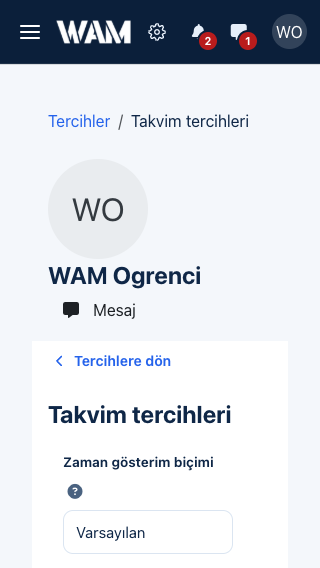 WAM
2
1
WO
Tercihler / Takvim tercihleri
WO
WAM Ogrenci
Mesaj
Tercihlere dön
Takvim tercihleri
Zaman gösterim biçimi
?
Varsayılan